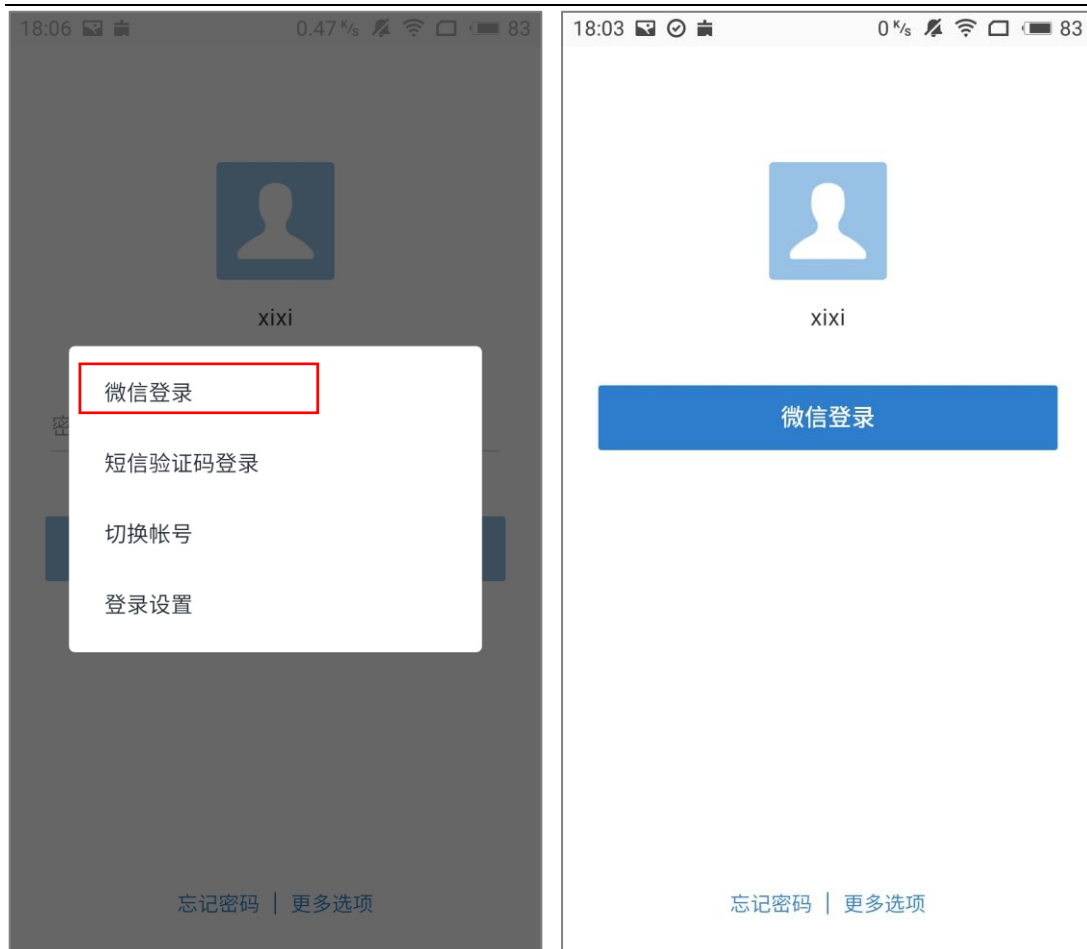 18:06
0.47 K/s
83
xixi
微信登录
密
短信验证码登录
切换帐号
登录设置
忘记密码 | 更多选项
18:03
0 K/s
83
xixi
微信登录
忘记密码 | 更多选项